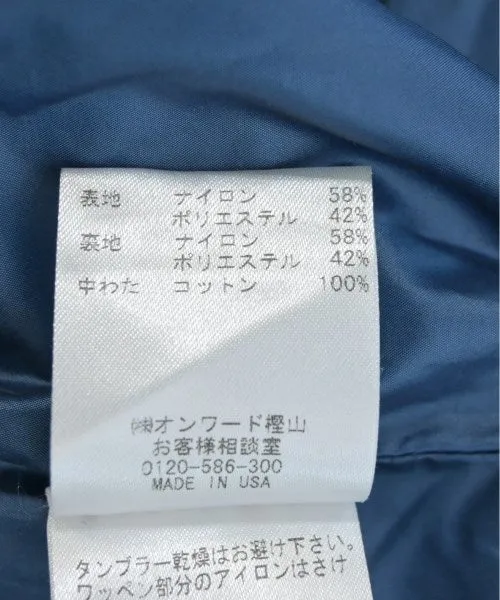 表地 ナイロン 58%
ポリエステル 42%
裏地 ナイロン 58%
ポリエステル 42%
中わた コットン 100%
㈱オンワード樫山
お客様相談室
0120-586-300
MADE IN USA
タンブラー乾燥はお避け下さい。
ワッペン部分のアイロンはさけ